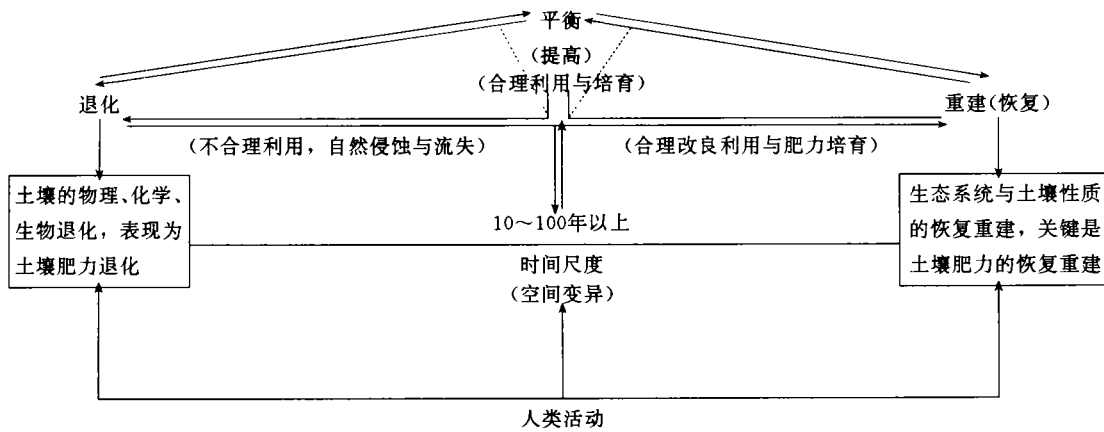 平衡
（提高）
（合理利用与培育）
退化
重建（恢复）
（不合理利用，自然侵蚀与流失）
（合理改良利用与肥力培育）
土壤的物理、化学、
生物退化，表现为
土壤肥力退化
10～100年以上
时间尺度
（空间变异）
生态系统与土壤性质
的恢复重建，关键是
土壤肥力的恢复重建
人类活动